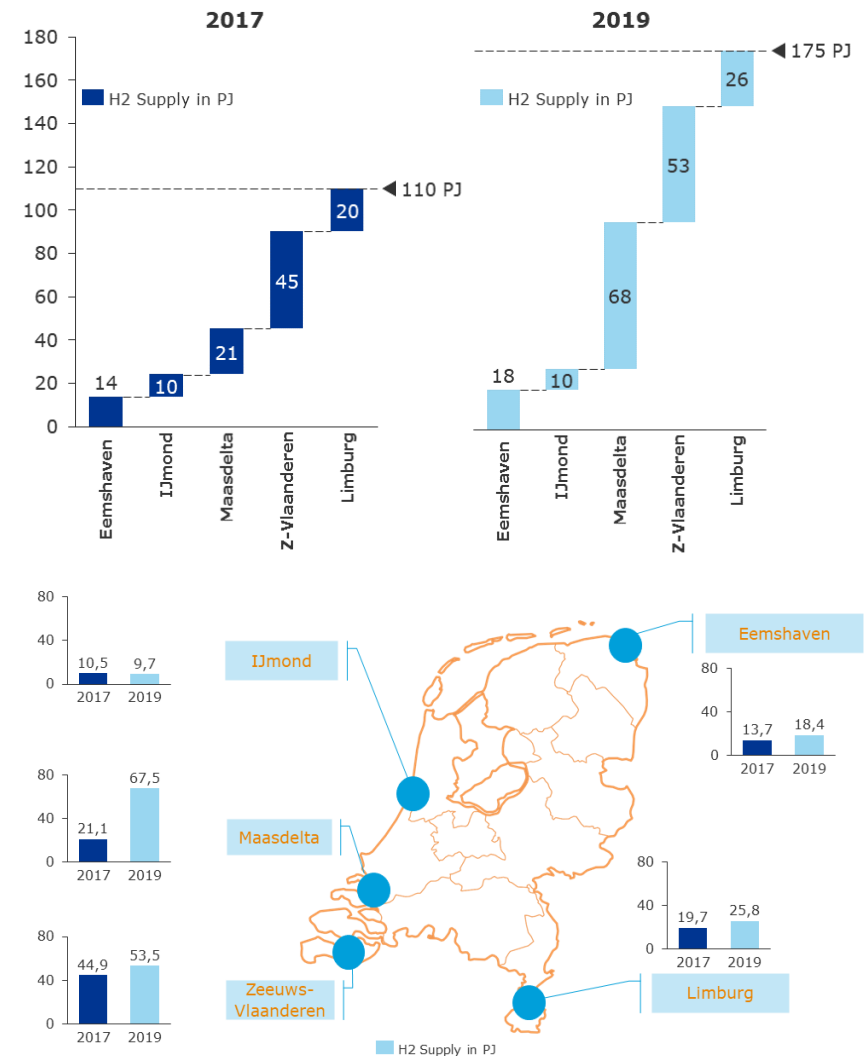 2017
2019
180
160
140
120
100
80
60
40
20
0
H2 Supply in PJ
110 PJ
14
10
21
45
20
Eemshaven
IJmond
Maasdelta
Z-Vlaanderen
Limburg
H2 Supply in PJ
175 PJ
18
10
68
53
26
Eemshaven
IJmond
Maasdelta
Z-Vlaanderen
Limburg
80
40
0
10,5
9,7
2017
2019
IJmond
Eemshaven
80
40
0
13,7
18,4
2017
2019
80
40
0
21,1
67,5
2017
2019
Maasdelta
80
40
0
19,7
25,8
2017
2019
80
40
0
44,9
53,5
2017
2019
Zeeuws-
Vlaanderen
Limburg
H2 Supply in PJ